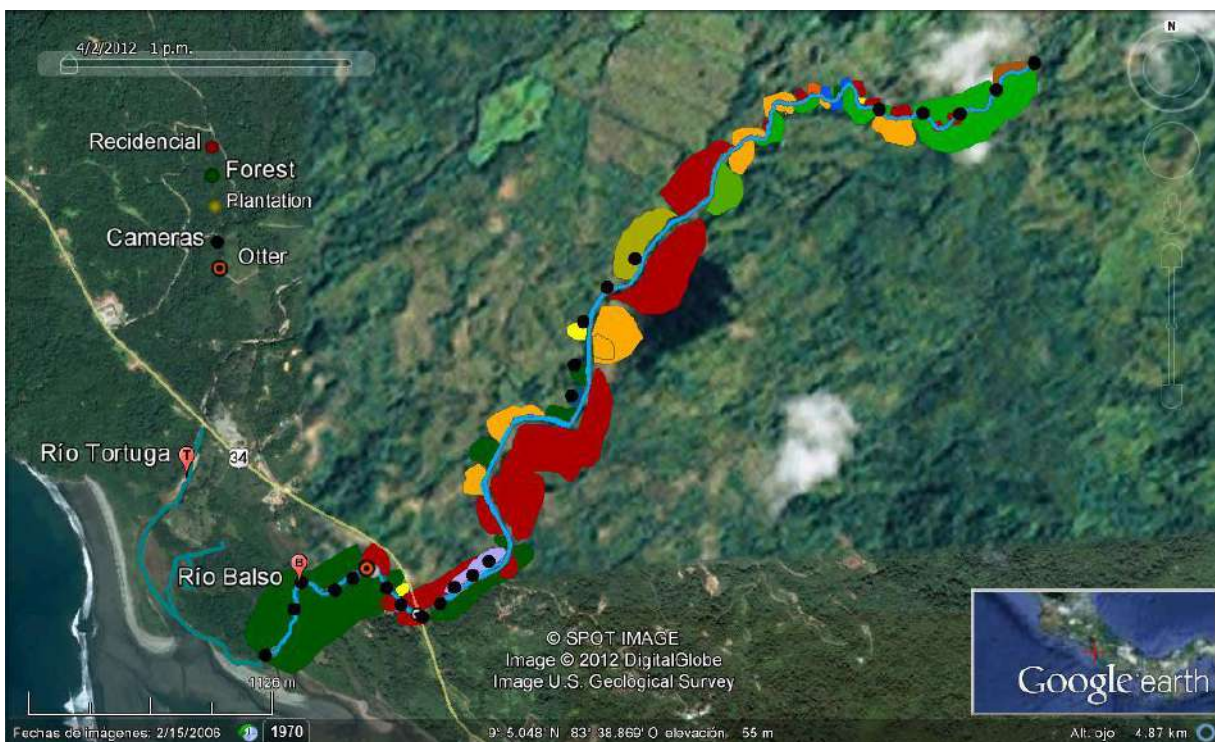 N
4/2/2012 1 p.m.
Recidencial
Forest
Plantation
Cameras
Otter
Río Tortuga
T
34
Río Balso
B
© SPOT IMAGE
Image © 2012 DigitalGlobe
Image U.S. Geological Survey
1126 m
Google earth
Fechas de imágenes: 2/15/2006 1970 9° 5.048' N 83° 38.869' O elevación 55 m Alt. ojo 4.87 km